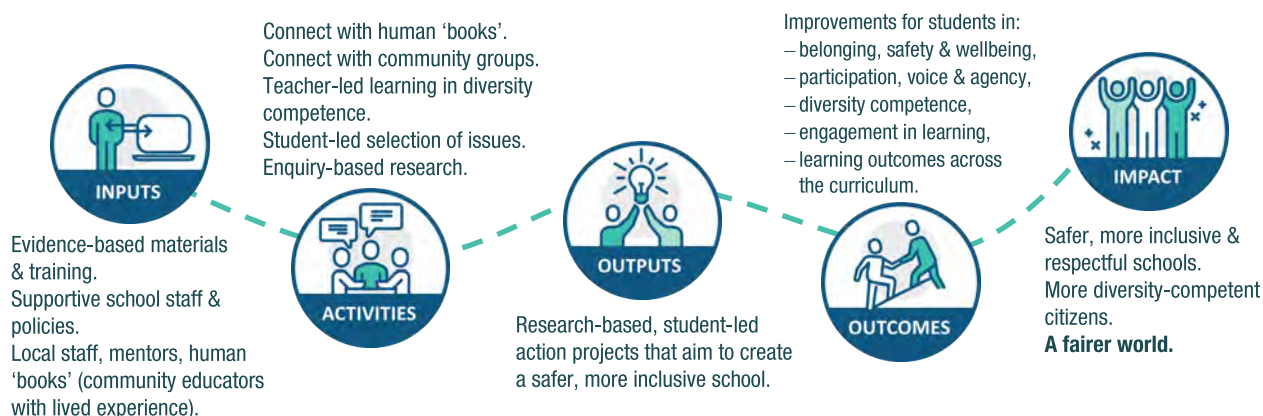 INPUTS
Evidence-based materials
& training.
Supportive school staff &
policies.
Local staff, mentors, human
‘books’ (community educators
with lived experience).
Connect with human ‘books’.
Connect with community groups.
Teacher-led learning in diversity
competence.
Student-led selection of issues.
Enquiry-based research.
ACTIVITIES
OUTPUTS
Research-based, student-led
action projects that aim to create
a safer, more inclusive school.
Improvements for students in:
– belonging, safety & wellbeing,
– participation, voice & agency,
– diversity competence,
– engagement in learning,
– learning outcomes across
the curriculum.
OUTCOMES
IMPACT
Safer, more inclusive &
respectful schools.
More diversity-competent
citizens.
A fairer world.